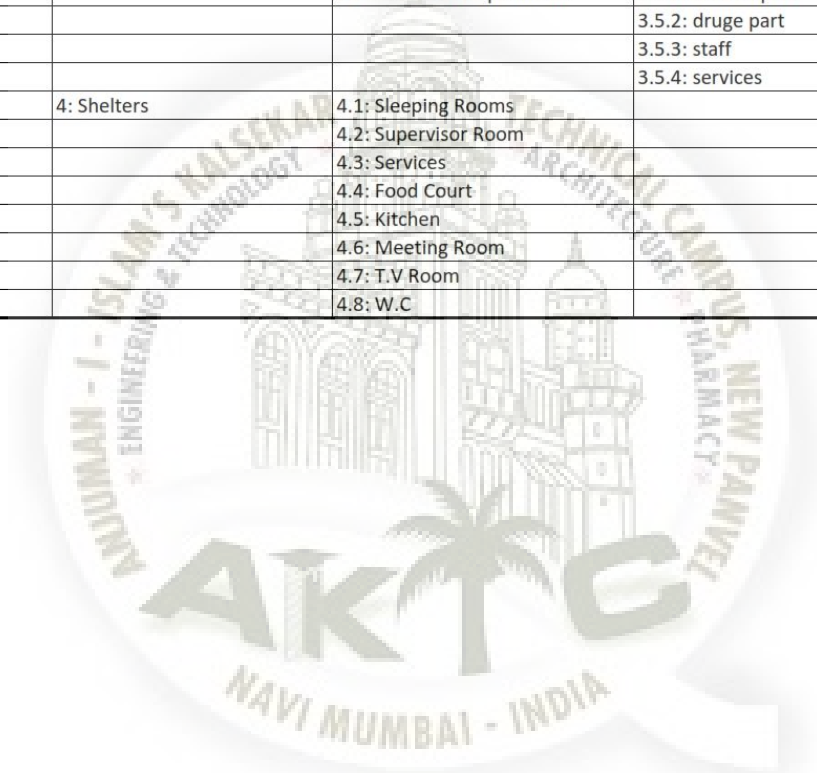 3.5.2: druge part
3.5.3: staff
3.5.4: services
4: Shelters 4.1: Sleeping Rooms
4.2: Supervisor Room
4.3: Services
4.4: Food Court
4.5: Kitchen
4.6: Meeting Room
4.7: T.V Room
4.8: W.C
ANJUMAN - I - ISLAM'S KALSEKAR TECHNICAL CAMPUS, NEW PANVEL
ENGINEERING & TECHNOLOGY * ARCHITECTURE * PHARMACY *
AKTC
NAVI MUMBAI - INDIA